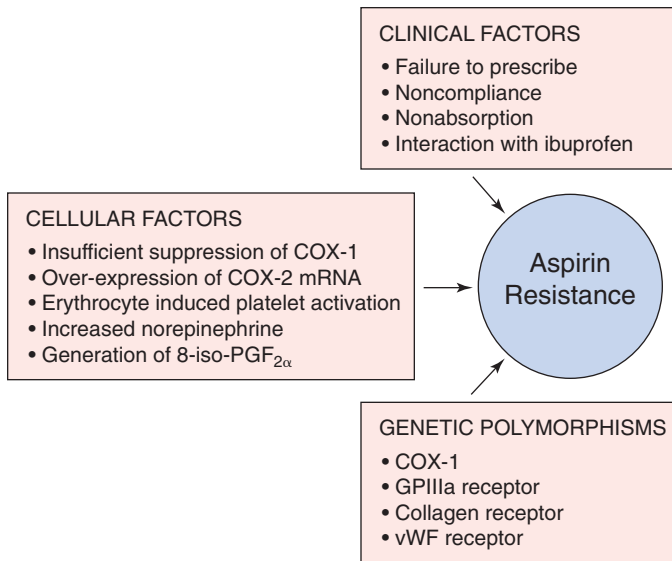 CLINICAL FACTORS
• Failure to prescribe
• Noncompliance
• Nonabsorption
• Interaction with ibuprofen
CELLULAR FACTORS
• Insufficient suppression of COX-1
• Over-expression of COX-2 mRNA
• Erythrocyte induced platelet activation
• Increased norepinephrine
• Generation of 8-iso-PGF2α
Aspirin
Resistance
GENETIC POLYMORPHISMS
• COX-1
• GPIIIa receptor
• Collagen receptor
• vWF receptor